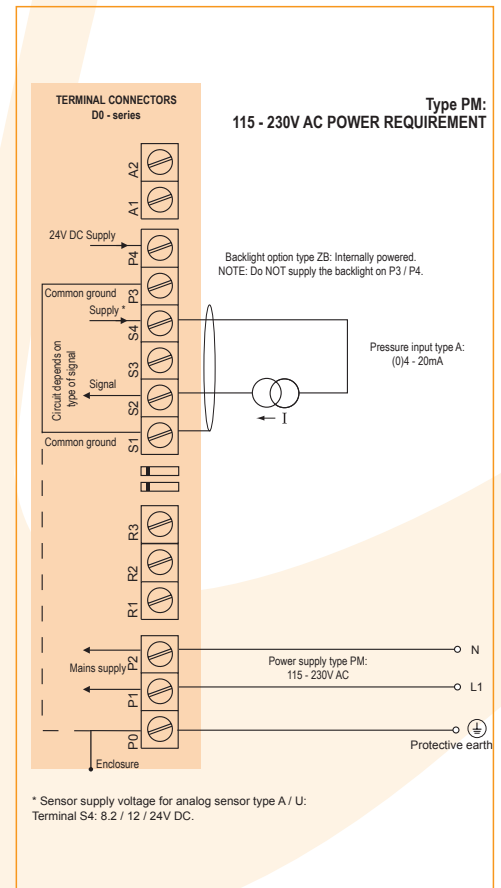 TERMINAL CONNECTORS
D0 - series
Type PM:
115 - 230V AC POWER REQUIREMENT
A2
A1
24V DC Supply
P4
Backlight option type ZB: Internally powered.
NOTE: Do NOT supply the backlight on P3 / P4.
Common ground
P3
Supply *
S4
Pressure input type A:
(0)4 - 20mA
Circuit depends on
type of signal
S3
Signal
S2
I
Common ground
S1
R3
R2
R1
Mains supply
P2
Power supply type PM:
115 - 230V AC
N
P1
L1
P0
Protective earth
Enclosure
* Sensor supply voltage for analog sensor type A / U:
Terminal S4: 8.2 / 12 / 24V DC.